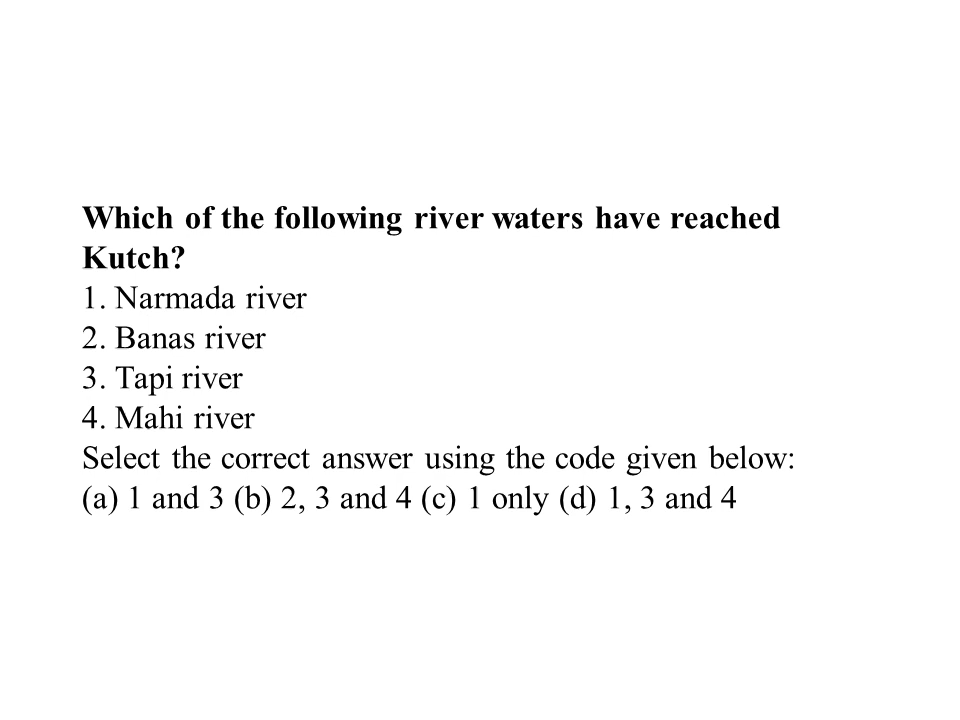 Which of the following river waters have reached
Kutch?
1. Narmada river
2. Banas river
3. Tapi river
4. Mahi river
Select the correct answer using the code given below:
(a) 1 and 3 (b) 2, 3 and 4 (c) 1 only (d) 1, 3 and 4